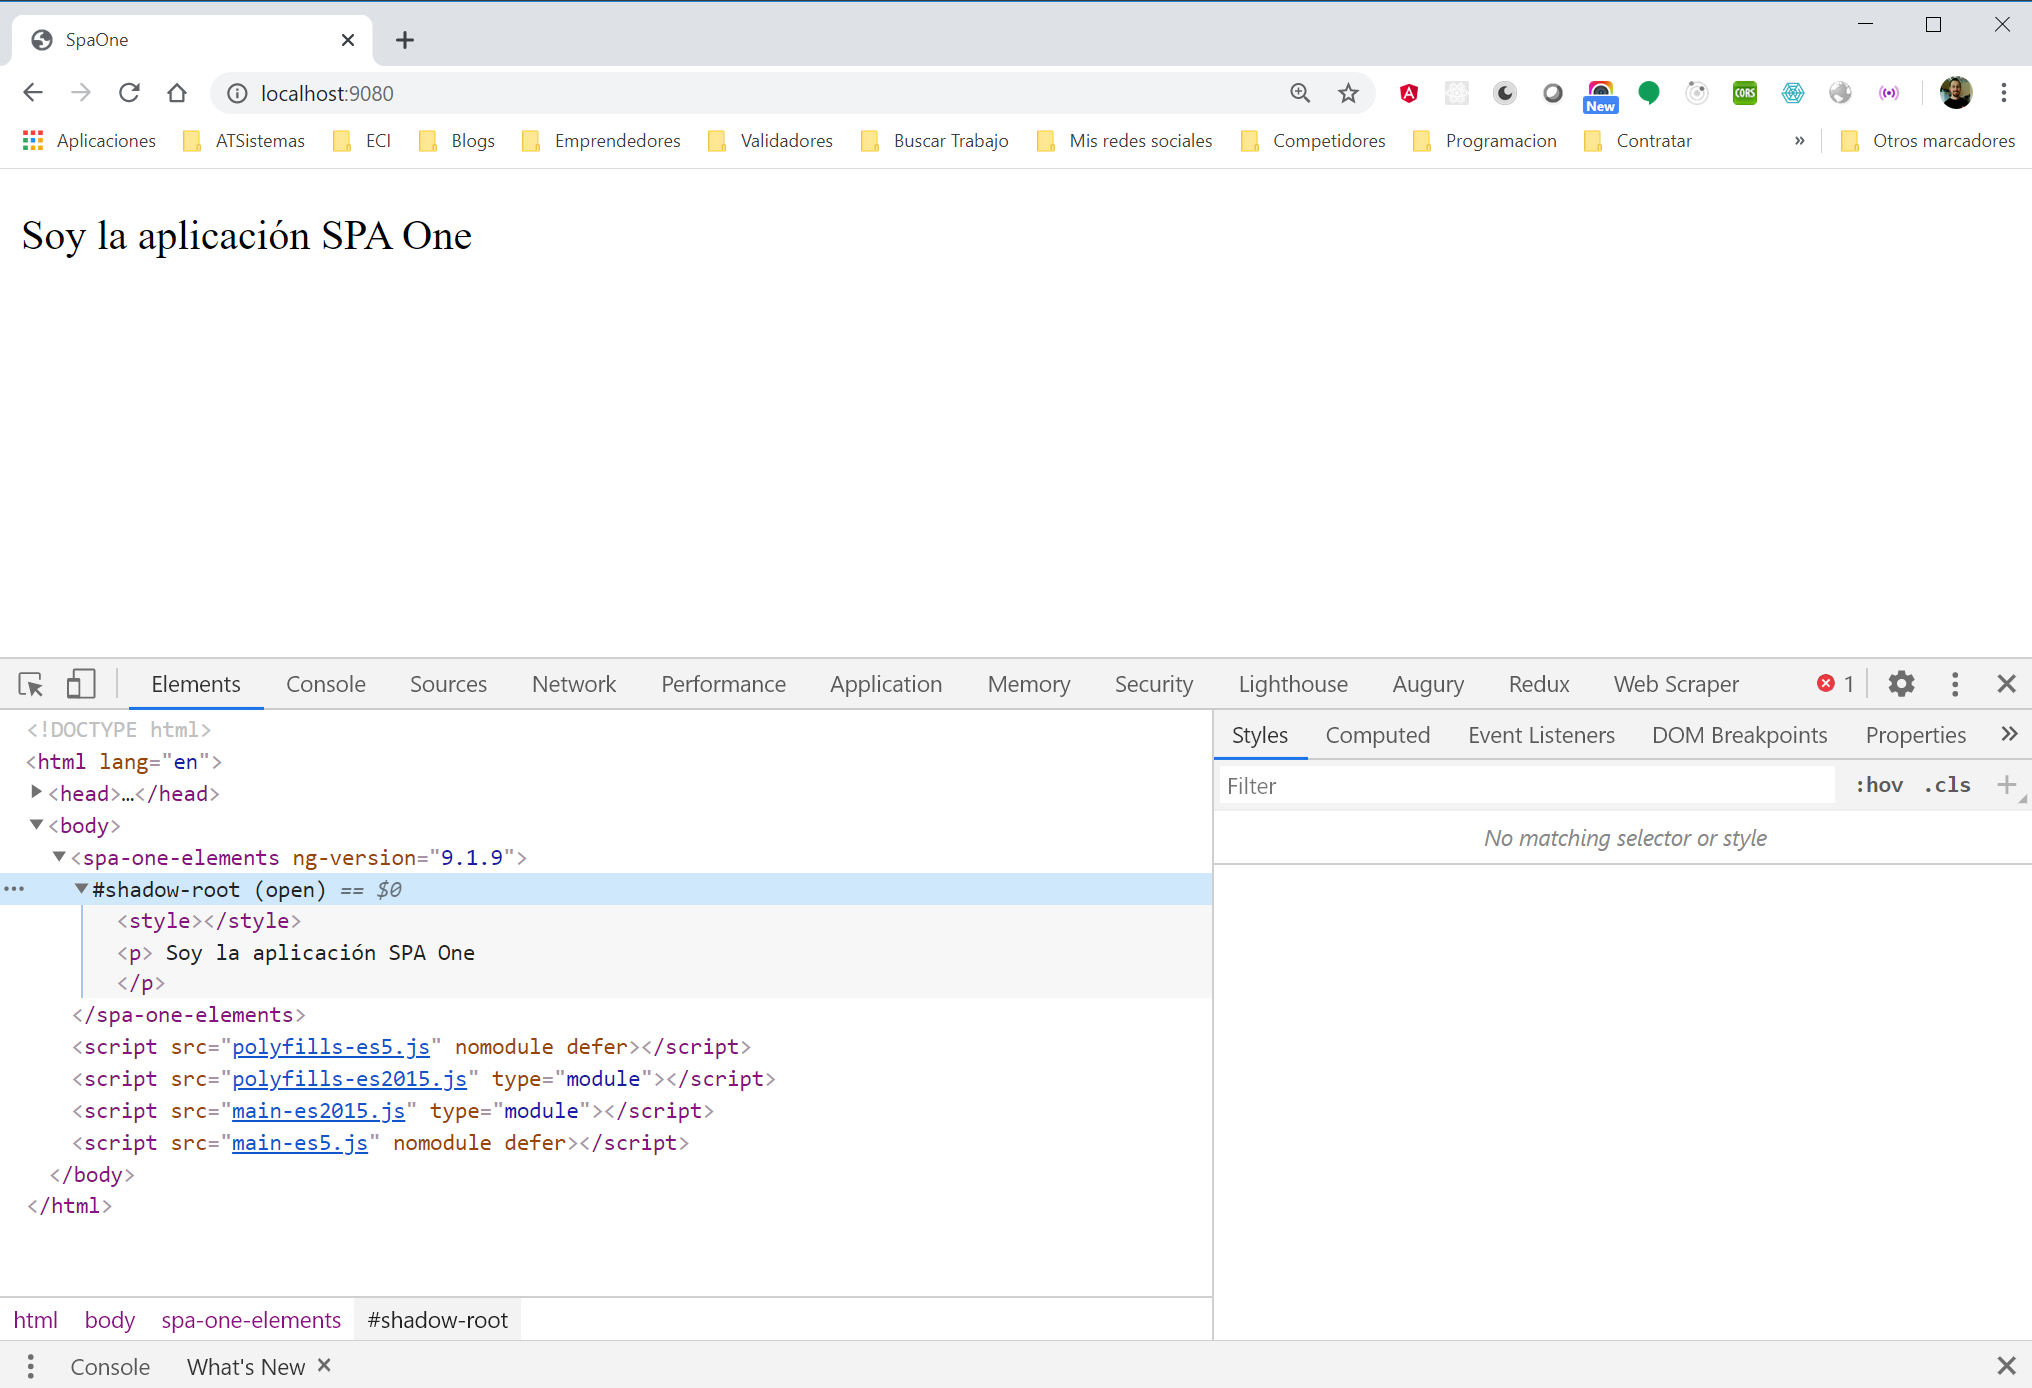 SpaOne
localhost:9080
New
CORS
Aplicaciones ATSistemas ECI Blogs Emprendedores Validadores Buscar Trabajo Mis redes sociales Competidores Programacion Contratar » Otros marcadores
Soy la aplicación SPA One
Elements Console Sources Network Performance Application Memory Security Lighthouse Augury Redux Web Scraper 1
<!DOCTYPE html>
<html lang="en">
<head>…</head>
<body>
<spa-one-elements ng-version="9.1.9">
#shadow-root (open) == $0
<style></style>
<p> Soy la aplicación SPA One
</p>
</spa-one-elements>
<script src="polyfills-es5.js" nomodule defer></script>
<script src="polyfills-es2015.js" type="module"></script>
<script src="main-es2015.js" type="module"></script>
<script src="main-es5.js" nomodule defer></script>
</body>
</html>
Styles Computed Event Listeners DOM Breakpoints Properties »
Filter :hov .cls +
No matching selector or style
html body spa-one-elements #shadow-root
Console What's New